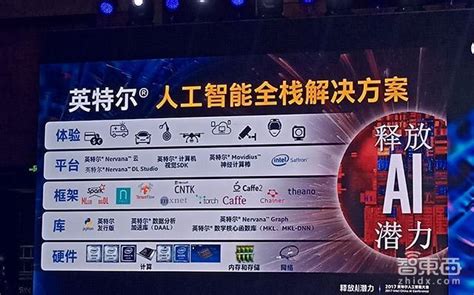 英特尔® 人工智能全栈解决方案
体验
平台
英特尔® Nervana™ 云
英特尔® Nervana™ DL Studio
英特尔® 计算机
视觉SDK
英特尔® Movidius™
神经计算棒
intel Saffron
框架
Spark
TensorFlow
CNTK
mxnet
torch
Caffe2
Caffe
theano
Chainer
库
英特尔
发行版
英特尔® 数据分析
加速库 (DAAL)
英特尔® Nervana™ Graph
英特尔® 数学核心函数库 (MKL, MKL-DNN)
硬件
计算
内存和存储
网络
释放
AI
潜力
释放AI潜力
智东西
zhidx.com